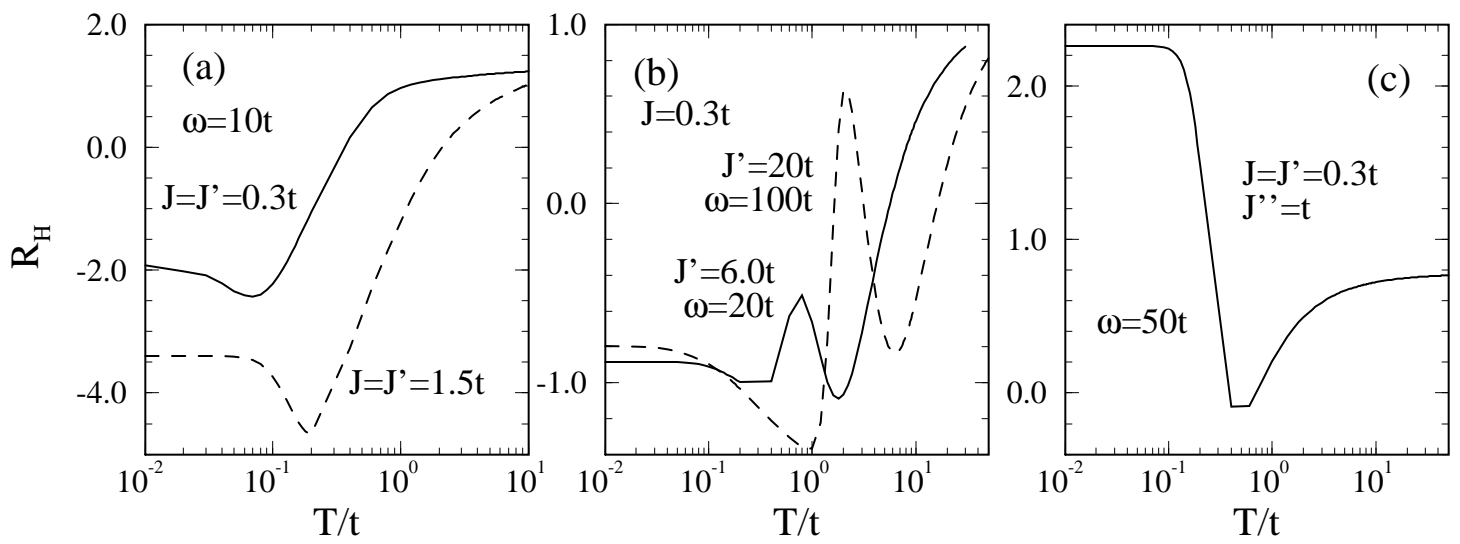 (a)
ω=10t
J=J'=0.3t
J=J'=1.5t
R_H
2.0
0.0
-2.0
-4.0
10^-2
10^-1
10^0
10^1
T/t
(b)
J=0.3t
J'=20t
ω=100t
J'=6.0t
ω=20t
1.0
0.0
-1.0
10^-2
10^-1
10^0
10^1
T/t
(c)
J=J'=0.3t
J''=t
ω=50t
2.0
1.0
0.0
10^-2
10^-1
10^0
10^1
T/t